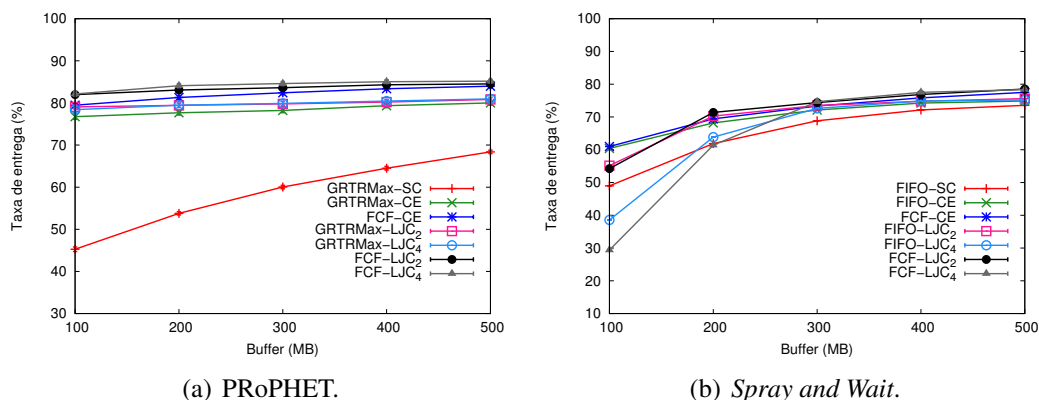 100
90
80
70
60
50
40
30
100
200
300
400
500
Taxa de entrega (%)
Buffer (MB)
GRTRMax-SC
GRTRMax-CE
FCF-CE
GRTRMax-LJC₂
GRTRMax-LJC₄
FCF-LJC₂
FCF-LJC₄
(a) PRoPHET.
100
90
80
70
60
50
40
30
20
10
100
200
300
400
500
Taxa de entrega (%)
Buffer (MB)
FIFO-SC
FIFO-CE
FCF-CE
FIFO-LJC₂
FIFO-LJC₄
FCF-LJC₂
FCF-LJC₄
(b) Spray and Wait.